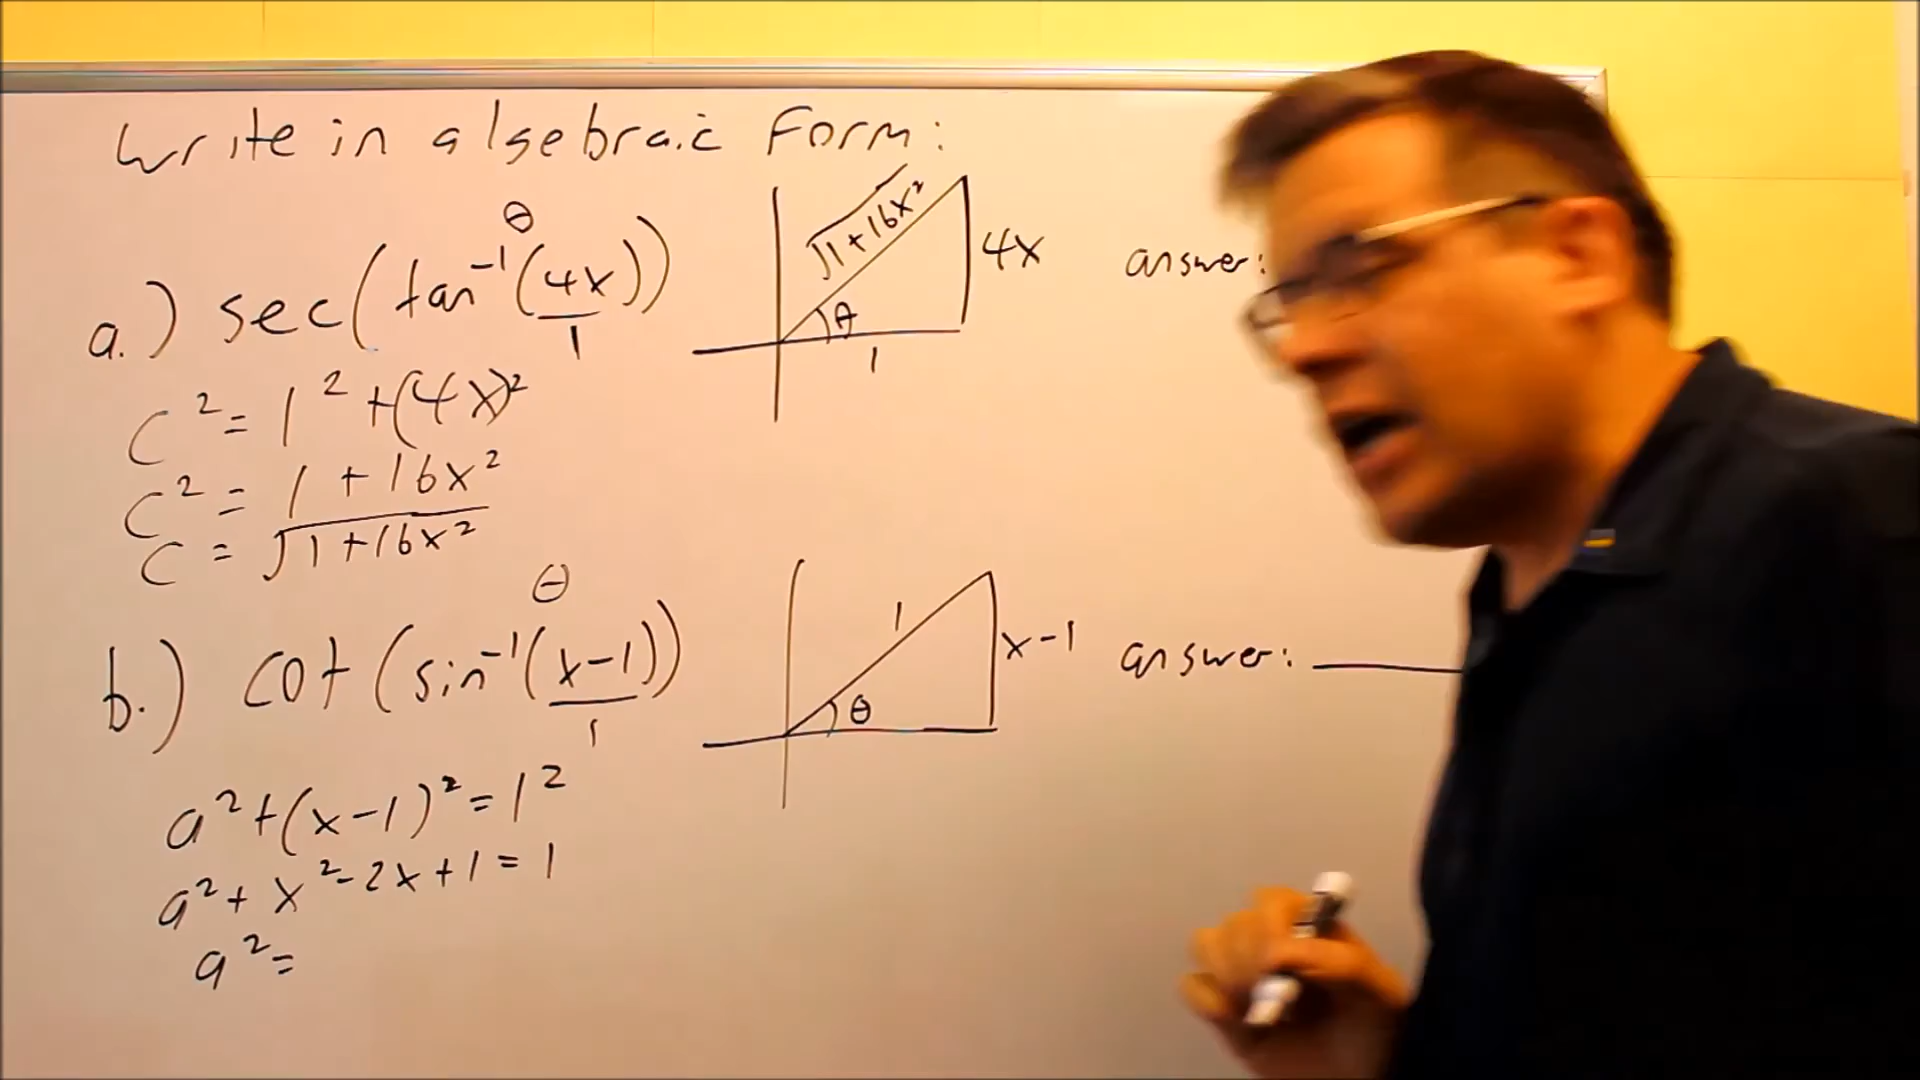 Write in algebraic form:
θ
a.) sec(tan⁻¹(4x/1))
√1+16x²
4x
θ
1
answer:
c² = 1² + (4x)²
c² = 1 + 16x²
c = √1+16x²
θ
b.) cot(sin⁻¹(x-1/1))
1
x-1
θ
answer:
a² + (x-1)² = 1²
a² + x² - 2x + 1 = 1
a² =